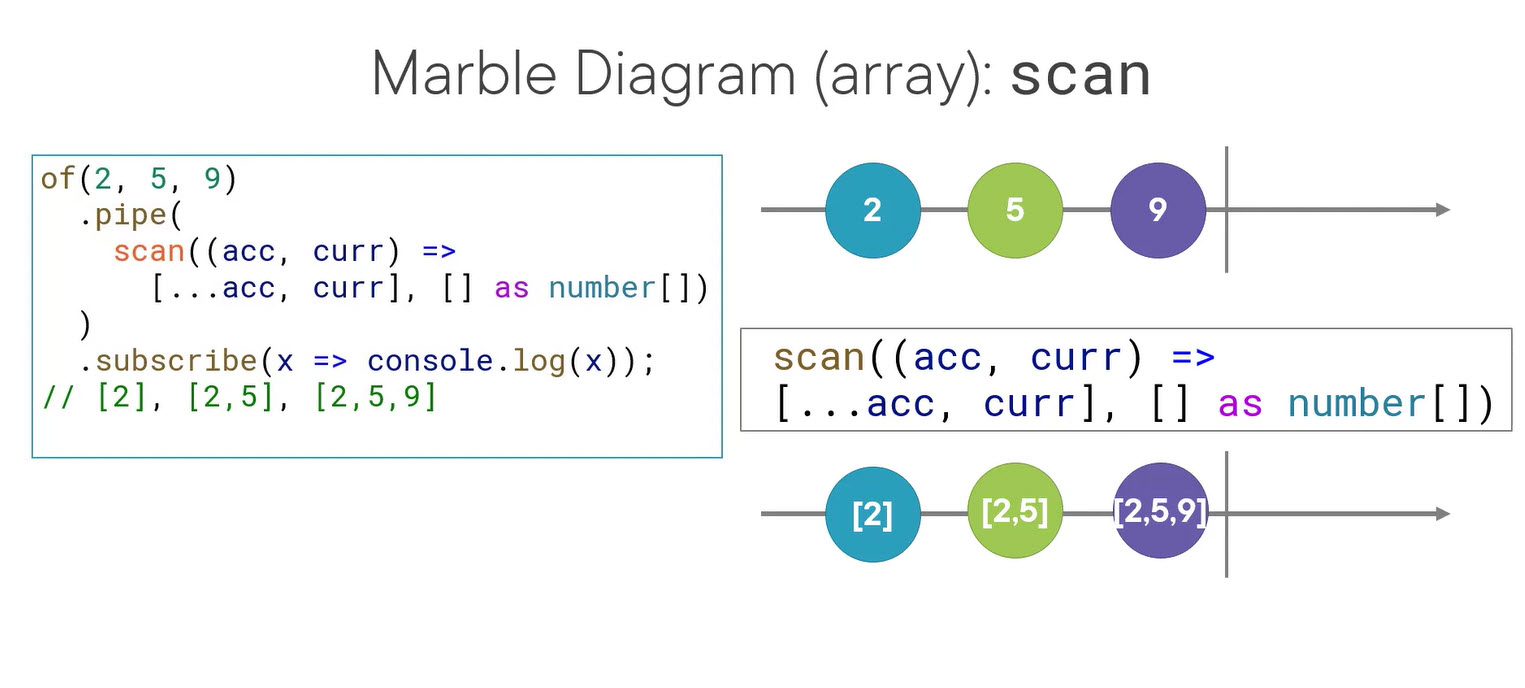 Marble Diagram (array): scan
of(2, 5, 9)
.pipe(
scan((acc, curr) =>
[...acc, curr], [] as number[])
)
.subscribe(x => console.log(x));
// [2], [2,5], [2,5,9]
2 5 9
scan((acc, curr) =>
[...acc, curr], [] as number[])
[2] [2,5] [2,5,9]